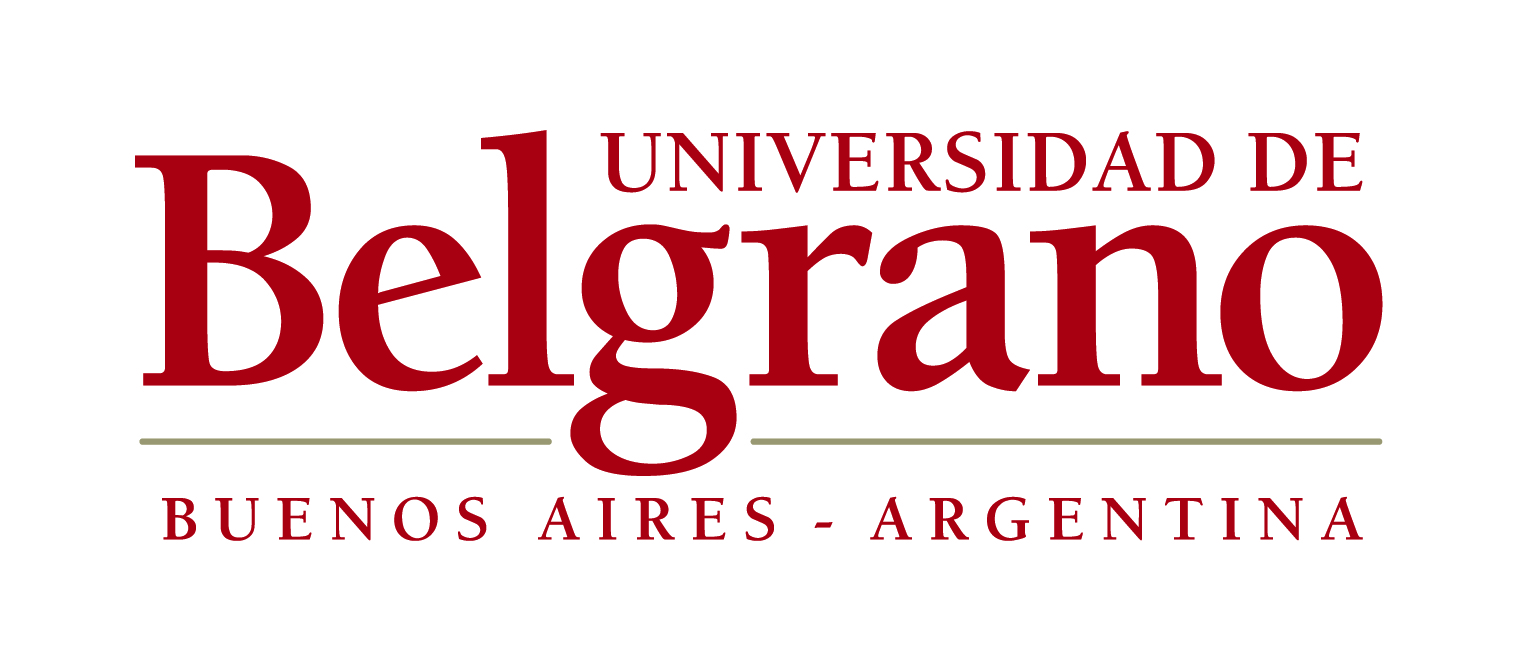 UNIVERSIDAD DE
Belgrano
BUENOS AIRES - ARGENTINA